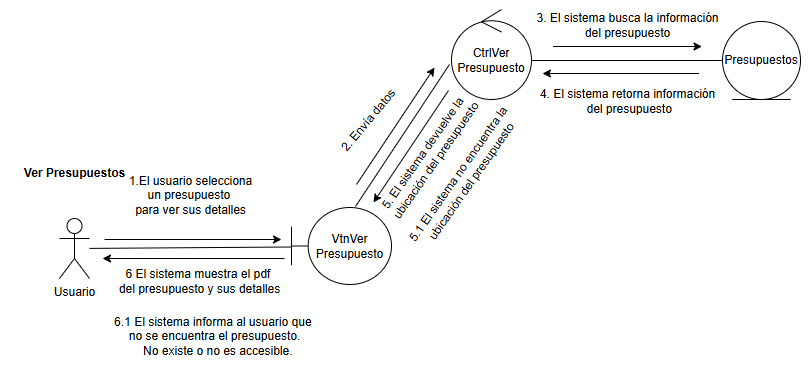 Ver Presupuestos
1.El usuario selecciona
un presupuesto
para ver sus detalles
Usuario
6 El sistema muestra el pdf
del presupuesto y sus detalles
6.1 El sistema informa al usuario que
no se encuentra el presupuesto.
No existe o no es accesible.
VtnVer
Presupuesto
2. Envía datos
5. El sistema devuelve la
ubicación del presupuesto
5.1 El sistema no encuentra la
ubicación del presupuesto
CtrlVer
Presupuesto
3. El sistema busca la información
del presupuesto
4. El sistema retorna información
del presupuesto
Presupuestos